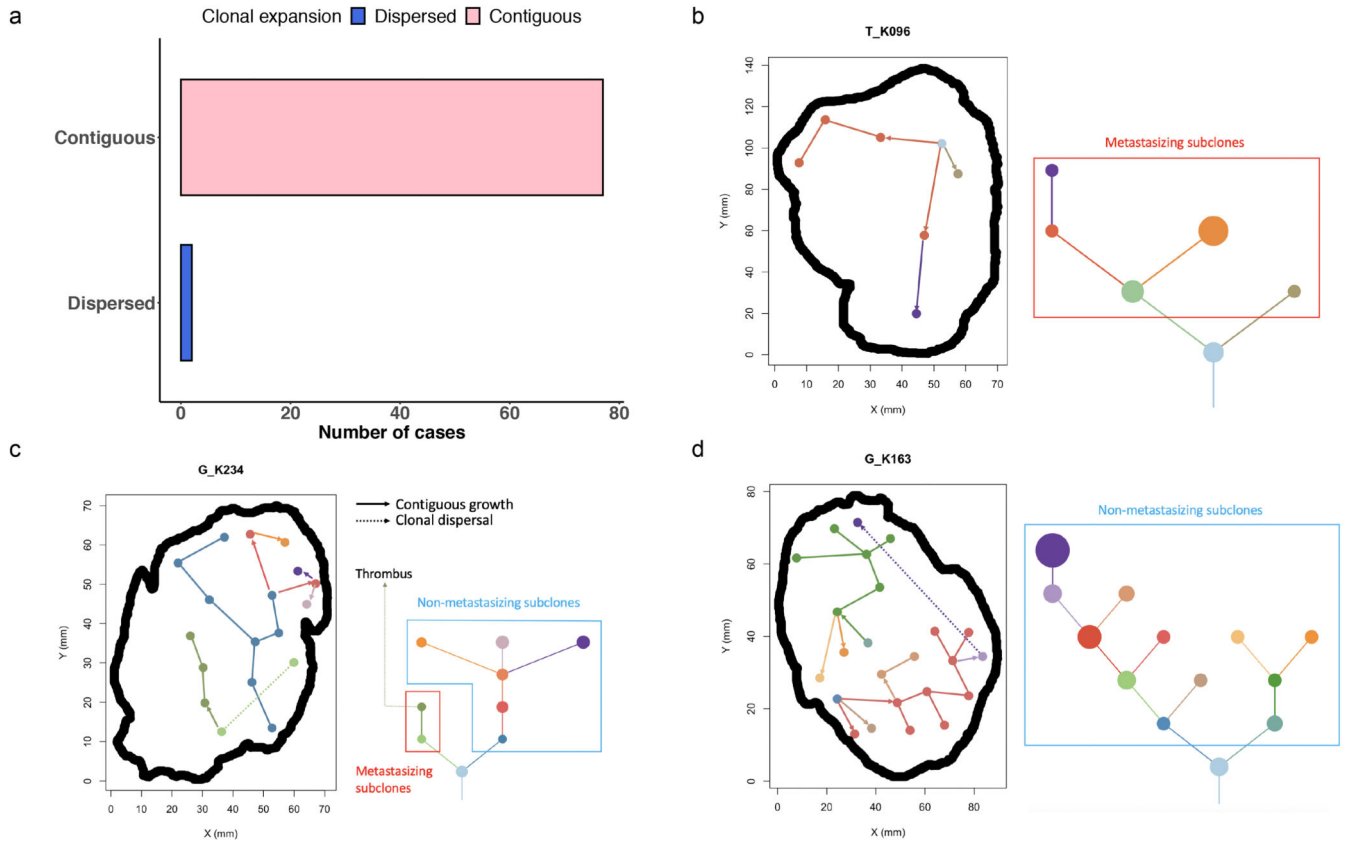 a
Clonal expansion Dispersed Contiguous
Contiguous
Dispersed
0 20 40 60 80
Number of cases
b
T_K096
Y (mm)
140
120
100
80
60
40
20
0
0 10 20 30 40 50 60 70
X (mm)
Metastasizing subclones
c
G_K234
Y (mm)
70
60
50
40
30
20
10
0
0 10 20 30 40 50 60 70
X (mm)
Contiguous growth
Clonal dispersal
Thrombus
Non-metastasizing subclones
Metastasizing
subclones
d
G_K163
Y (mm)
80
60
40
20
0
0 20 40 60 80
X (mm)
Non-metastasizing subclones